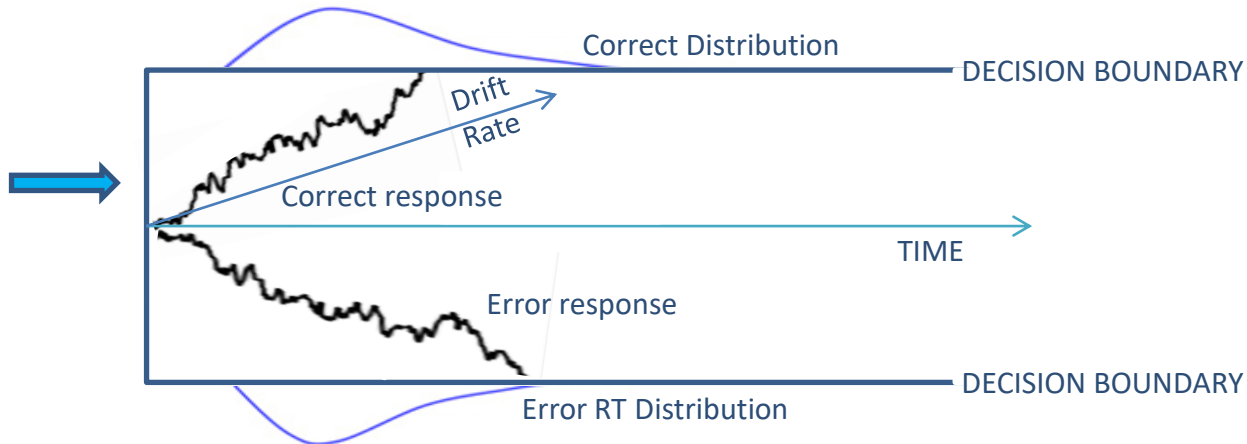 Correct Distribution
DECISION BOUNDARY
Drift
Rate
Correct response
TIME
Error response
DECISION BOUNDARY
Error RT Distribution